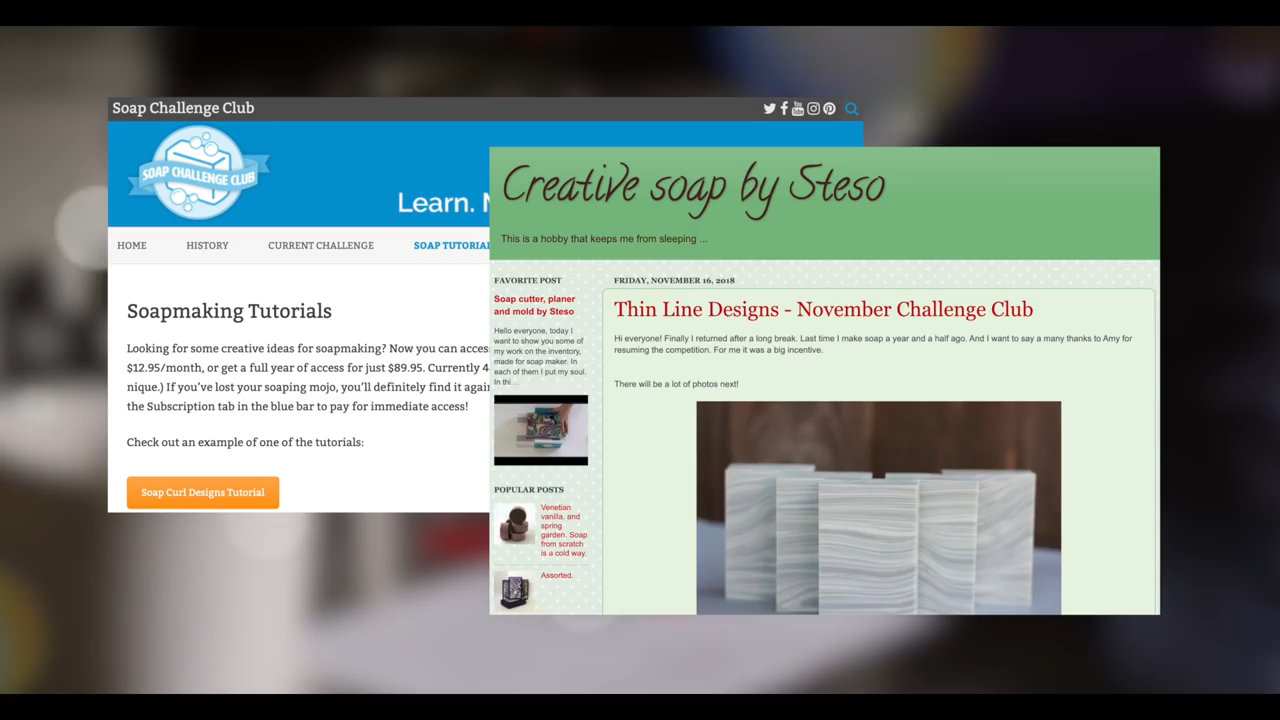 Soap Challenge Club
SOAP CHALLENGE CLUB
Learn.
HOME HISTORY CURRENT CHALLENGE SOAP TUTORIAL
Soapmaking Tutorials
Looking for some creative ideas for soapmaking? Now you can access
$12.95/month, or get a full year of access for just $89.95. Currently 4
nique.) If you've lost your soaping mojo, you'll definitely find it again
the Subscription tab in the blue bar to pay for immediate access!
Check out an example of one of the tutorials:
Soap Curl Designs Tutorial
Creative soap by Steso
This is a hobby that keeps me from sleeping ...
FAVORITE POST
Soap cutter, planer
and mold by Steso
Hello everyone, today I
want to show you some of
my work on the inventory,
made for soap maker. In
each of them I put my soul.
In thi...
POPULAR POSTS
Venetian
vanilla, and
spring
garden. Soap
from scratch
is a cold way.
Assorted.
FRIDAY, NOVEMBER 16, 2018
Thin Line Designs - November Challenge Club
Hi everyone! Finally I returned after a long break. Last time I make soap a year and a half ago. And I want to say a many thanks to Amy for
resuming the competition. For me it was a big incentive.
There will be a lot of photos next!